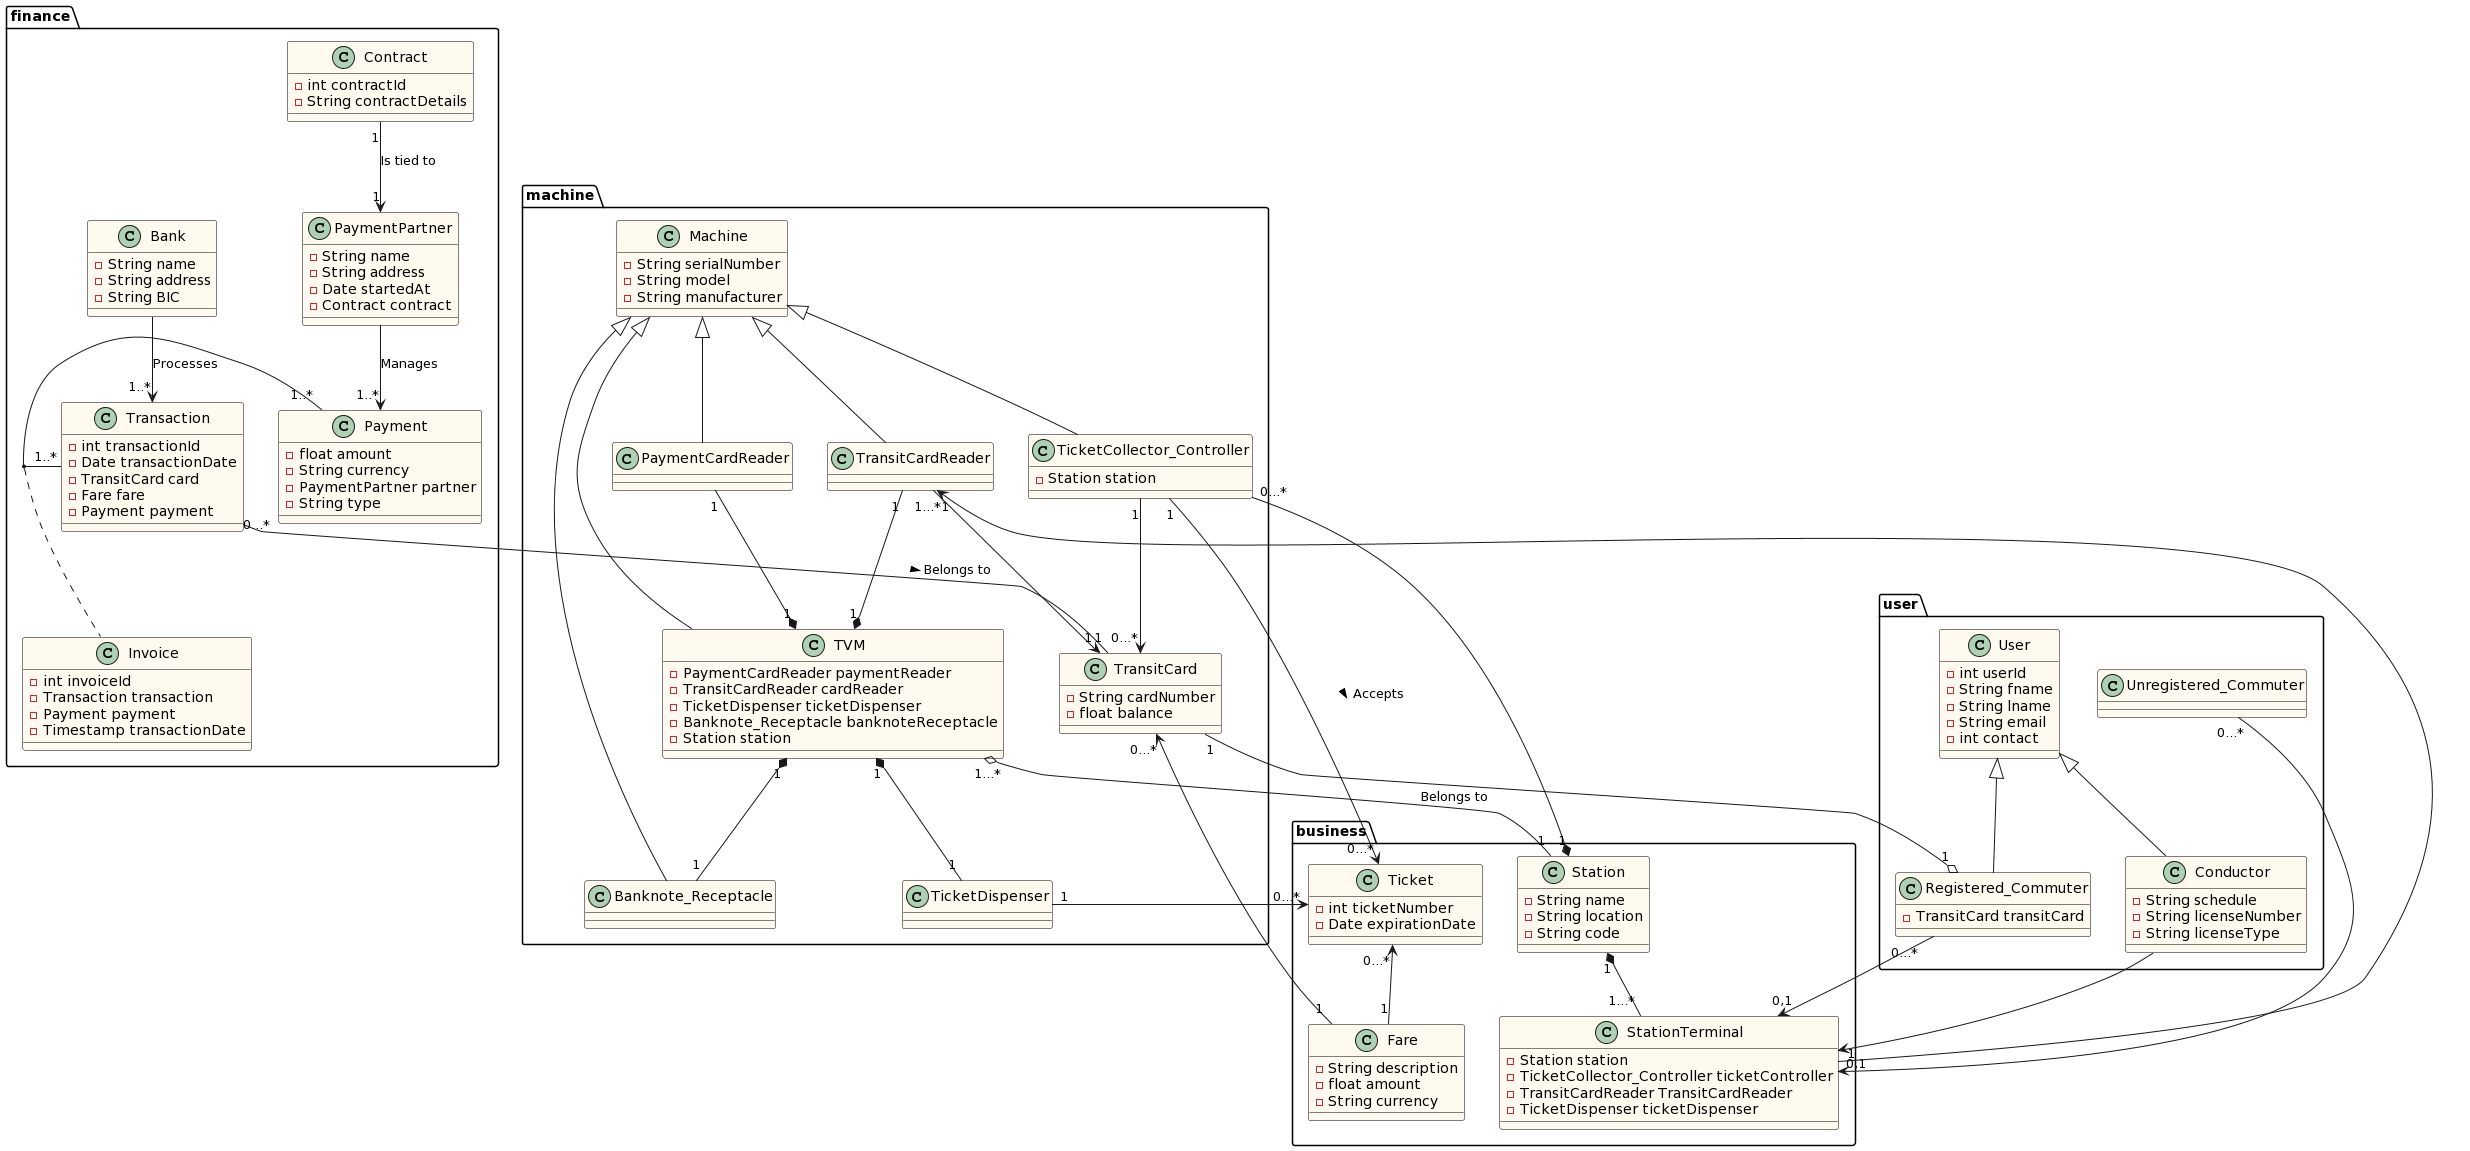 finance
C Contract
int contractId
String contractDetails
1
Is tied to
1
C Bank
String name
String address
String BIC
C PaymentPartner
String name
String address
Date startedAt
Contract contract
Processes
1..*
Manages
1..*
1..*
1..*
C Transaction
int transactionId
Date transactionDate
TransitCard card
Fare fare
Payment payment
0...*
C Payment
float amount
String currency
PaymentPartner partner
String type
C Invoice
int invoiceId
Transaction transaction
Payment payment
Timestamp transactionDate
machine
C Machine
String serialNumber
String model
String manufacturer
C PaymentCardReader
C TransitCardReader
C TicketCollector_Controller
Station station
0...*
1
1
1...*
1
1
1
Belongs to
1
1
1
1
0...*
C TVM
PaymentCardReader paymentReader
TransitCardReader cardReader
TicketDispenser ticketDispenser
Banknote_Receptacle banknoteReceptacle
Station station
C TransitCard
String cardNumber
float balance
Accepts
1
1
1...*
0...*
1
Belongs to
1
1
C Banknote_Receptacle
C TicketDispenser
1
0...*
business
0...*
1
1
C Ticket
int ticketNumber
Date expirationDate
C Station
String name
String location
String code
0...*
1
1
1
1...*
0,1
C Fare
String description
float amount
String currency
C StationTerminal
Station station
TicketCollector_Controller ticketController
TransitCardReader TransitCardReader
TicketDispenser ticketDispenser
1
0,1
user
C User
int userId
String fname
String lname
String email
int contact
C Unregistered_Commuter
0...*
1
C Registered_Commuter
TransitCard transitCard
0...*
C Conductor
String schedule
String licenseNumber
String licenseType